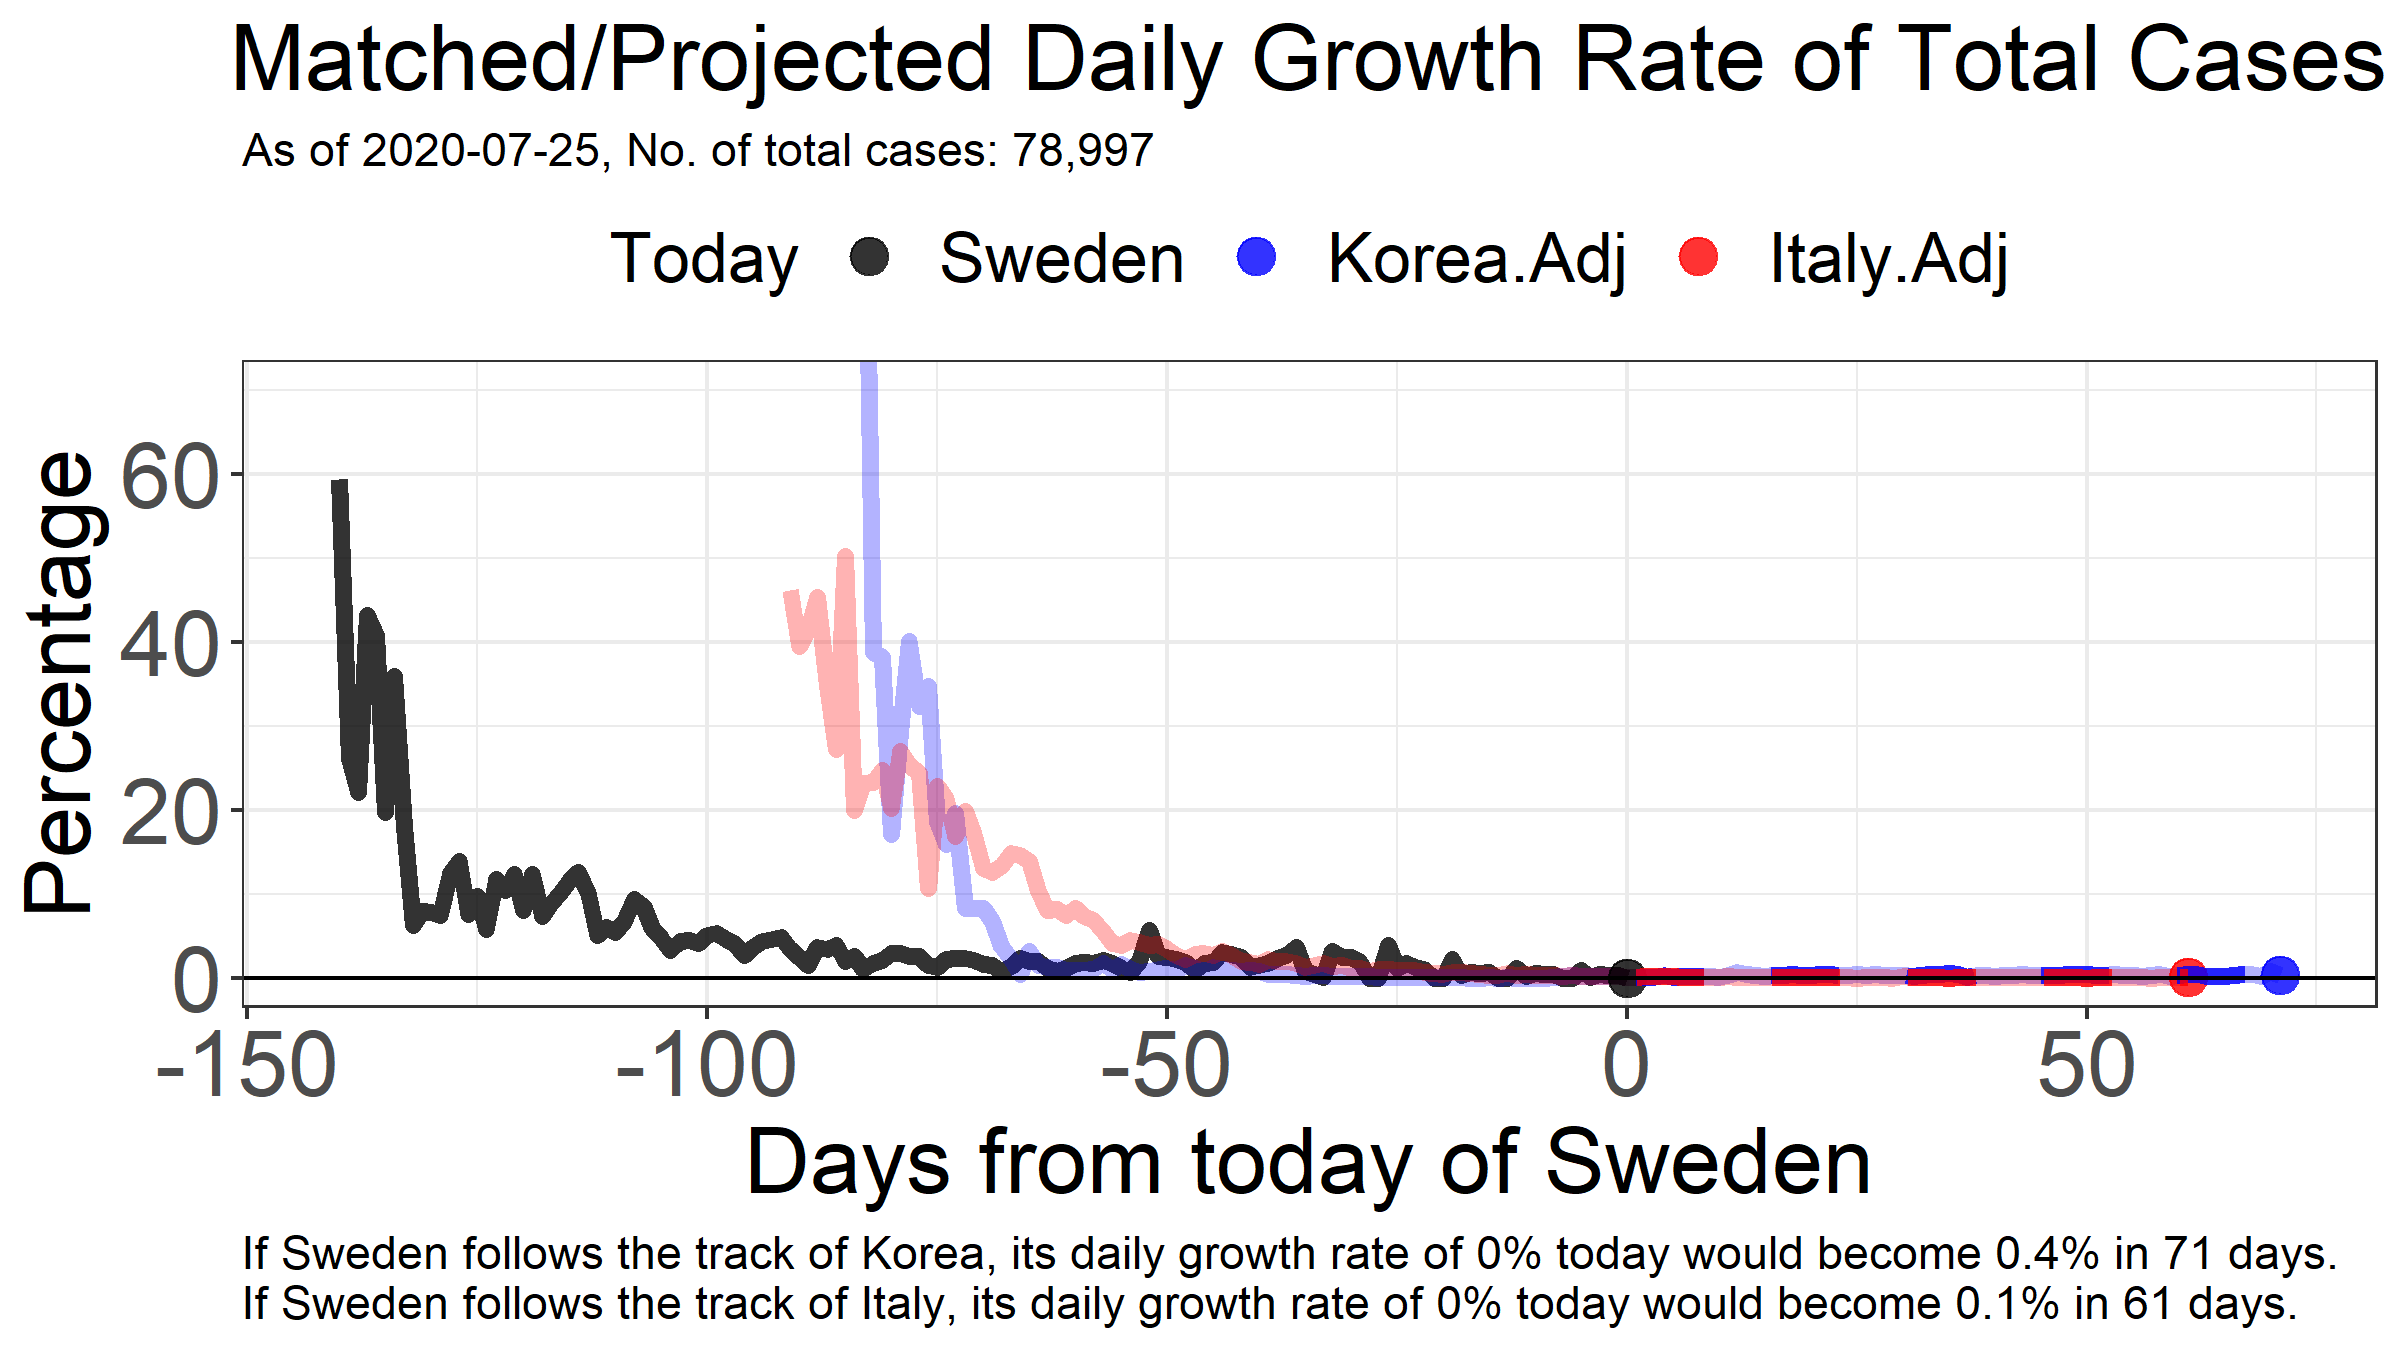 Matched/Projected Daily Growth Rate of Total Cases
As of 2020-07-25, No. of total cases: 78,997
Today Sweden Korea.Adj Italy.Adj
Percentage
60
40
20
0
-150 -100 -50 0 50
Days from today of Sweden
If Sweden follows the track of Korea, its daily growth rate of 0% today would become 0.4% in 71 days.
If Sweden follows the track of Italy, its daily growth rate of 0% today would become 0.1% in 61 days.